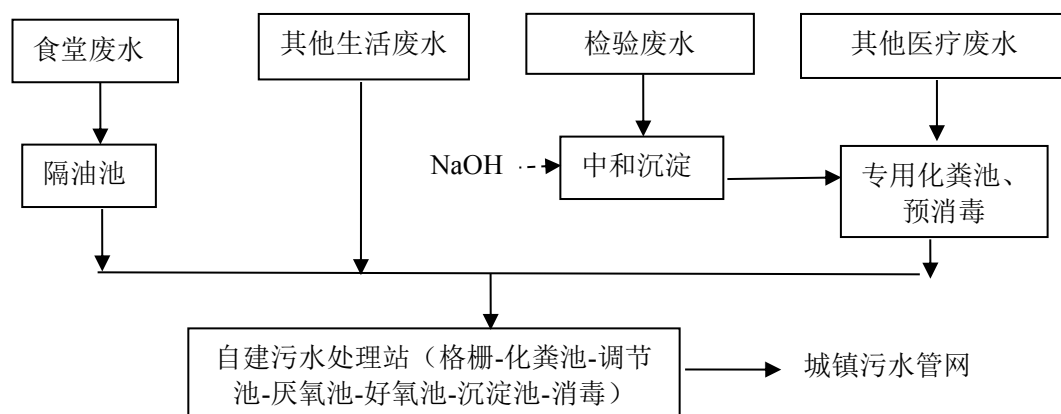 食堂废水
其他生活废水
检验废水
其他医疗废水
隔油池
NaOH
中和沉淀
专用化粪池、
预消毒
自建污水处理站（格栅-化粪池-调节
池-厌氧池-好氧池-沉淀池-消毒）
城镇污水管网